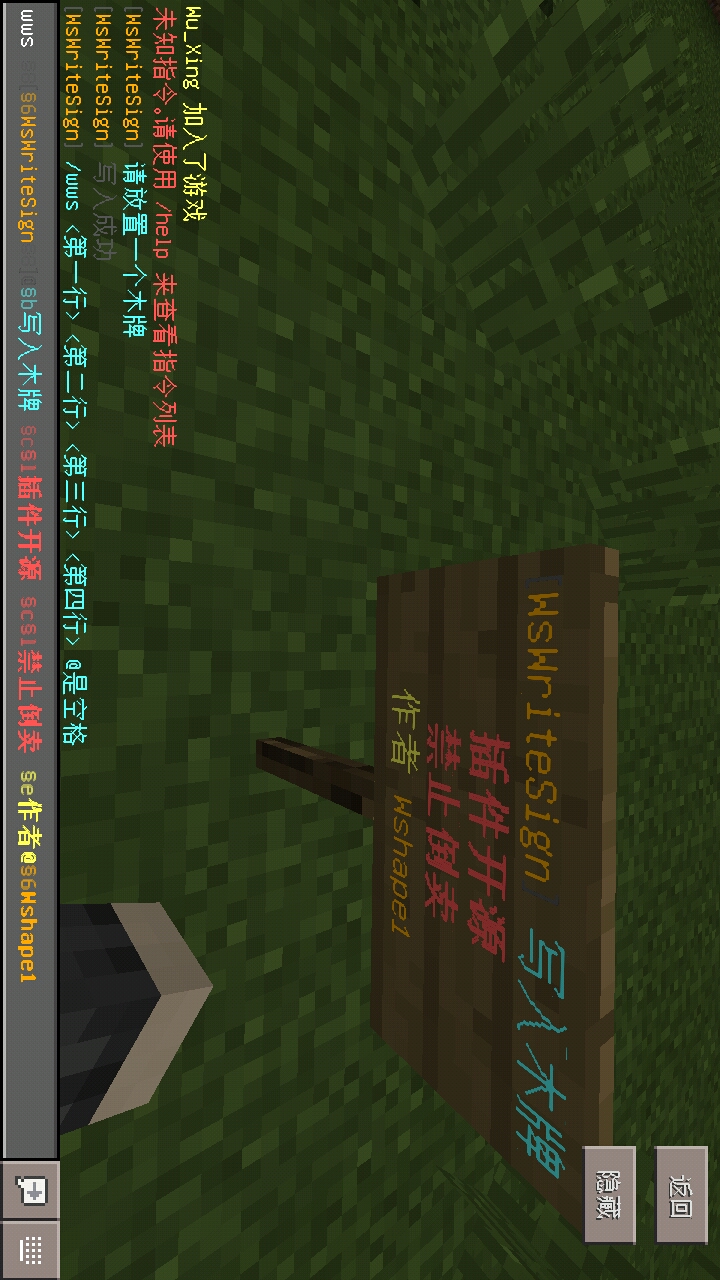 返回
隐藏
Wu_Xing 加入了游戏
未知指令。请使用 /help 来查看指令列表
[WsWriteSign] 请放置一个木牌
[WsWriteSign] 写入成功
[WsWriteSign] /wws <第一行> <第二行> <第三行> <第四行> @是空格
[WsWriteSign] 写入木牌
插件开源
禁止倒卖
作者 Wshape1
wws §6WsWriteSign §b写入木牌 §c§l插件开源 §c§l禁止倒卖 §e作者@§6Wshape1